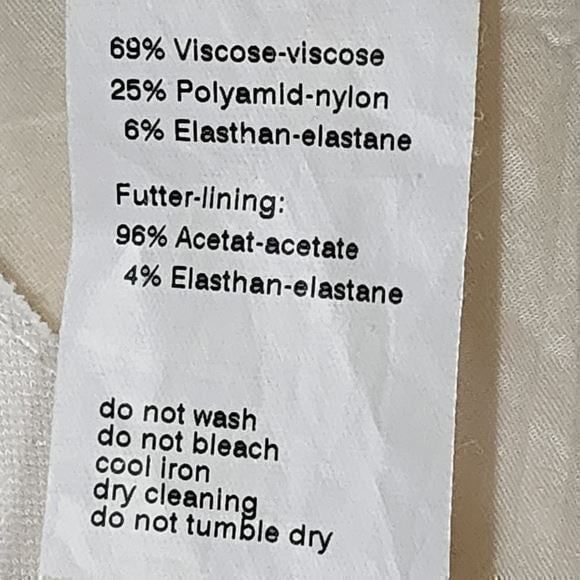 69% Viscose-viscose
25% Polyamid-nylon
6% Elasthan-elastane
Futter-lining:
96% Acetat-acetate
4% Elasthan-elastane
do not wash
do not bleach
cool iron
dry cleaning
do not tumble dry